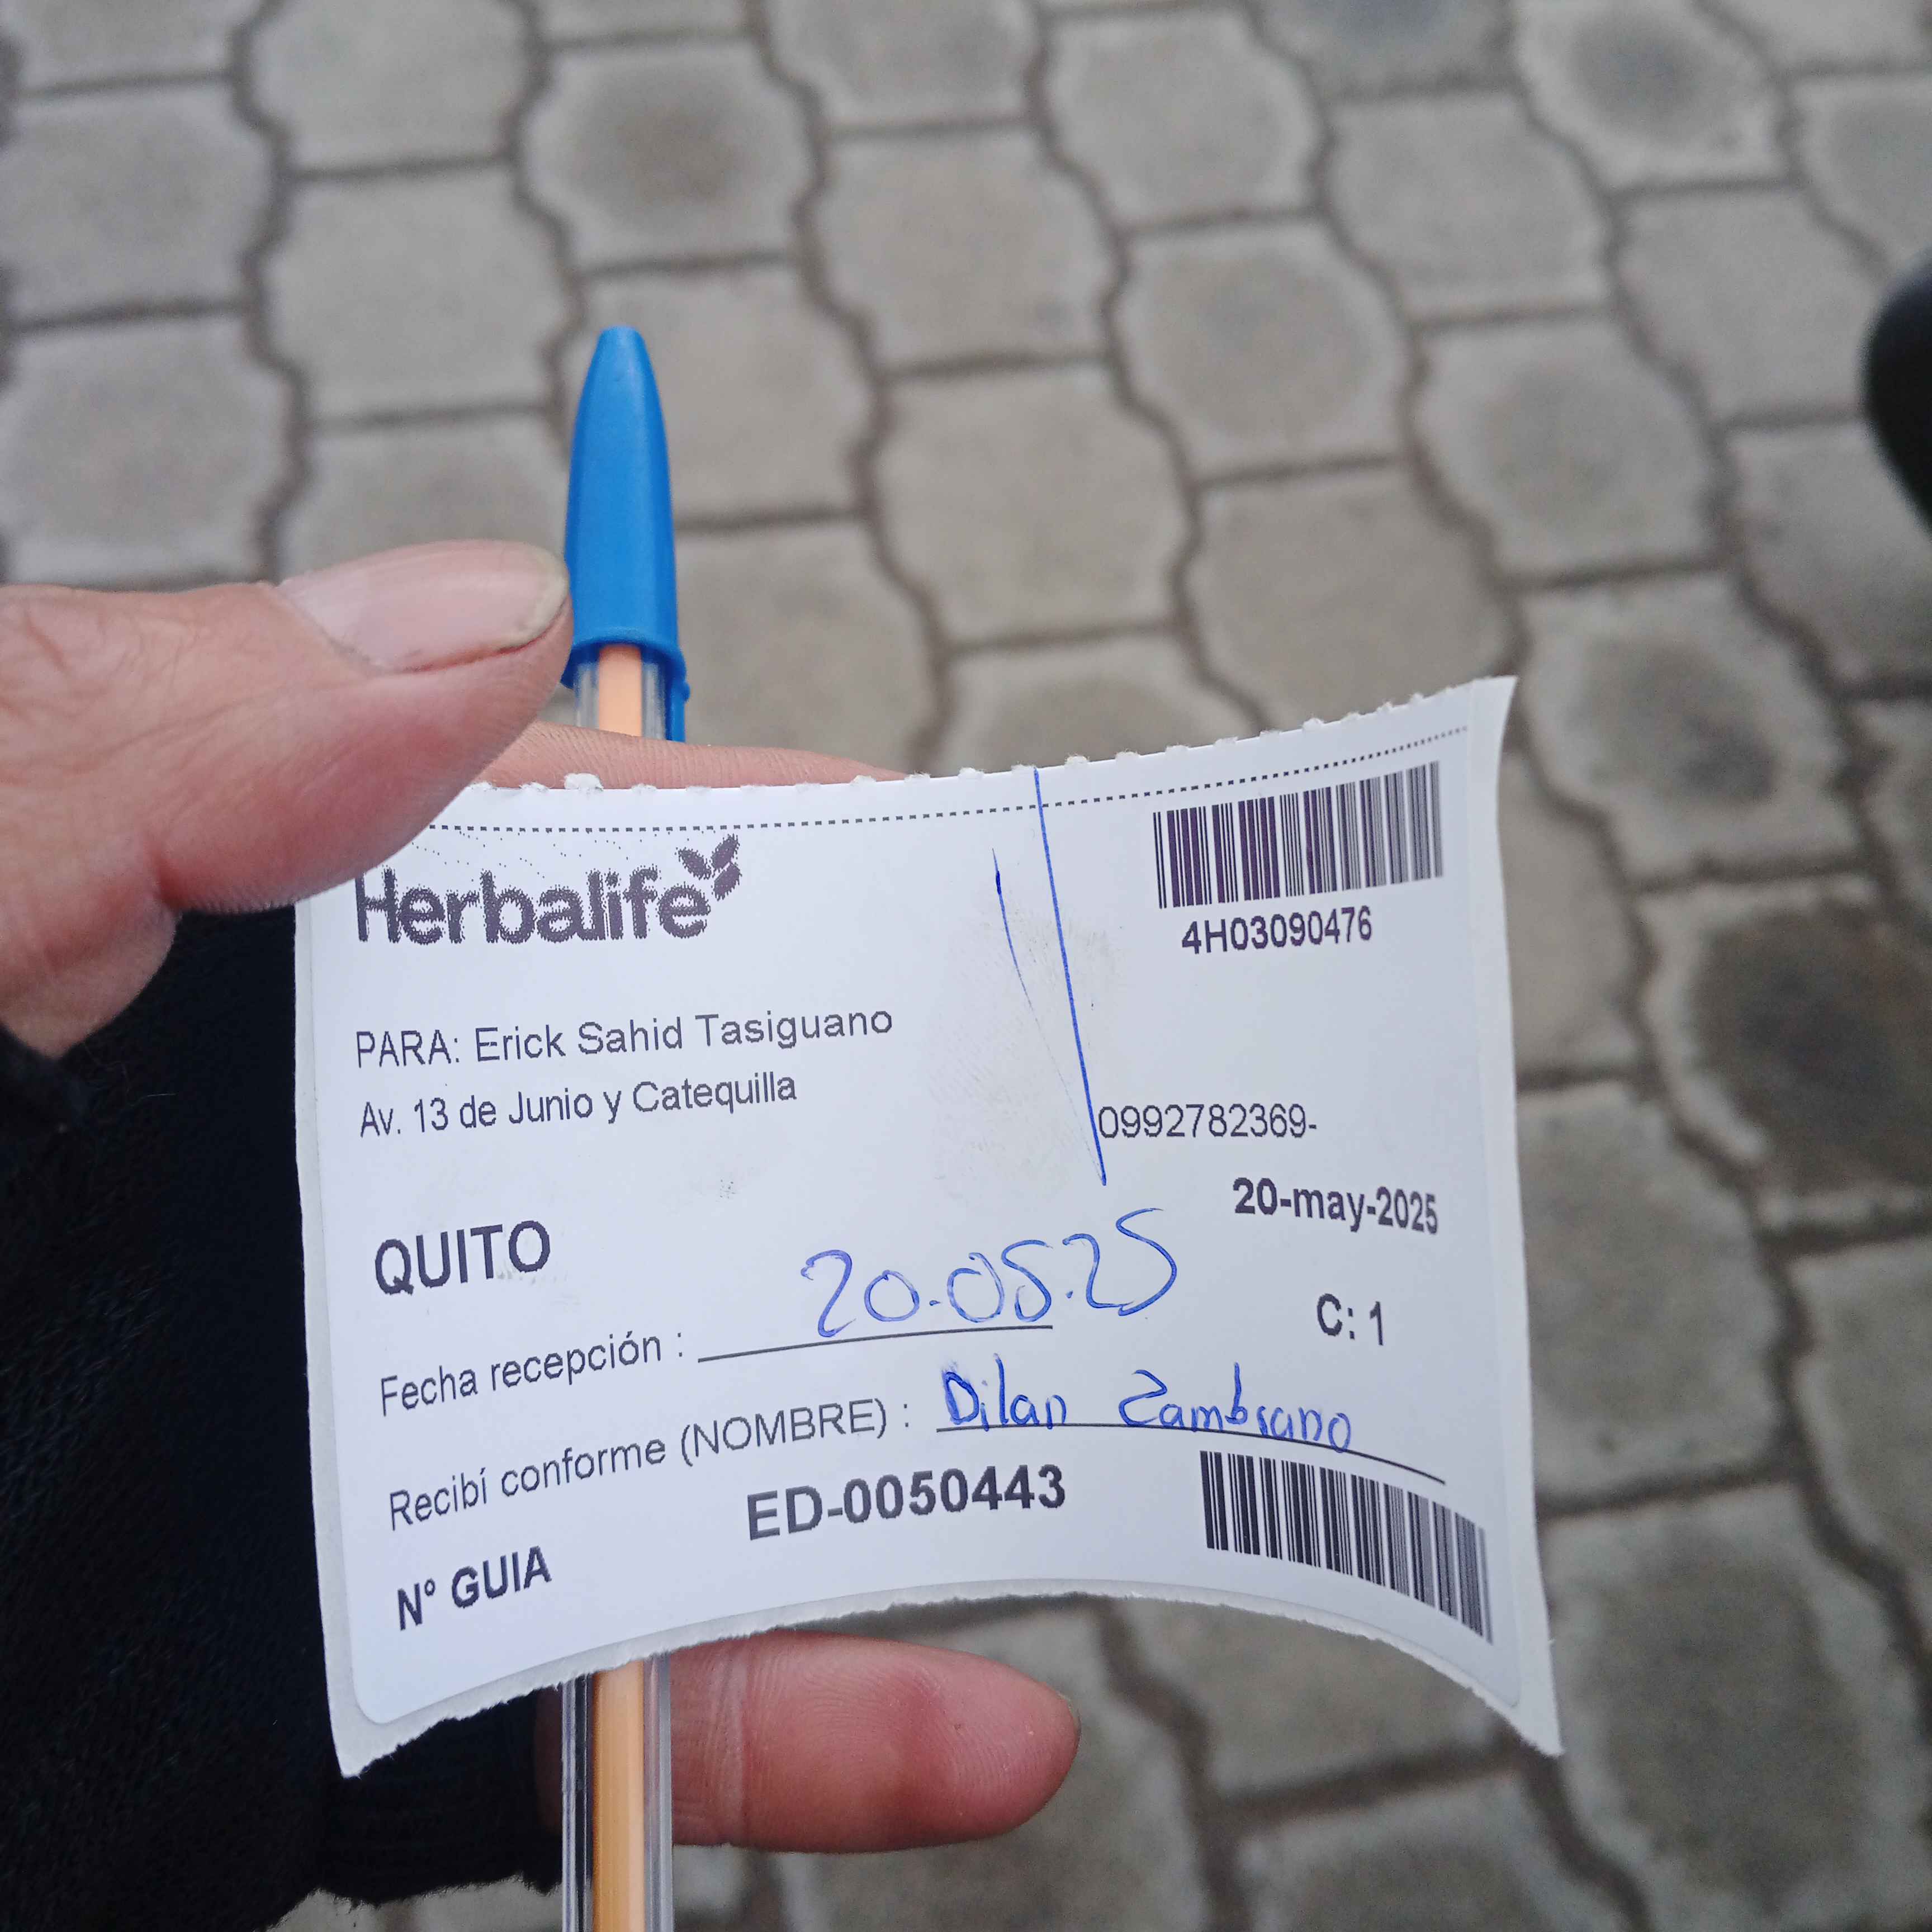 Herbalife
4H03090476
PARA: Erick Sahid Tasiguano
Av. 13 de Junio y Catequilla
0992782369-
20-may-2025
QUITO
C: 1
Fecha recepción : 20.05.25
Recibí conforme (NOMBRE) : Dilan Zambrano
N° GUIA ED-0050443